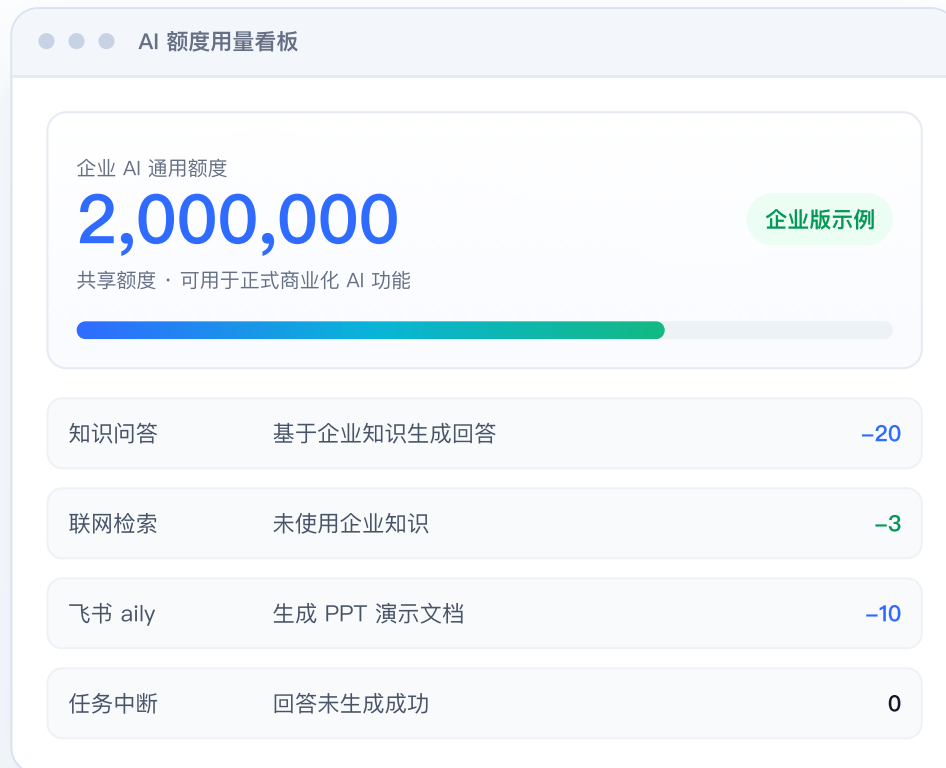 AI 额度用量看板
企业 AI 通用额度
2,000,000
企业版示例
共享额度 · 可用于正式商业化 AI 功能
知识问答 基于企业知识生成回答 –20
联网检索 未使用企业知识 –3
飞书 aily 生成 PPT 演示文档 –10
任务中断 回答未生成成功 0